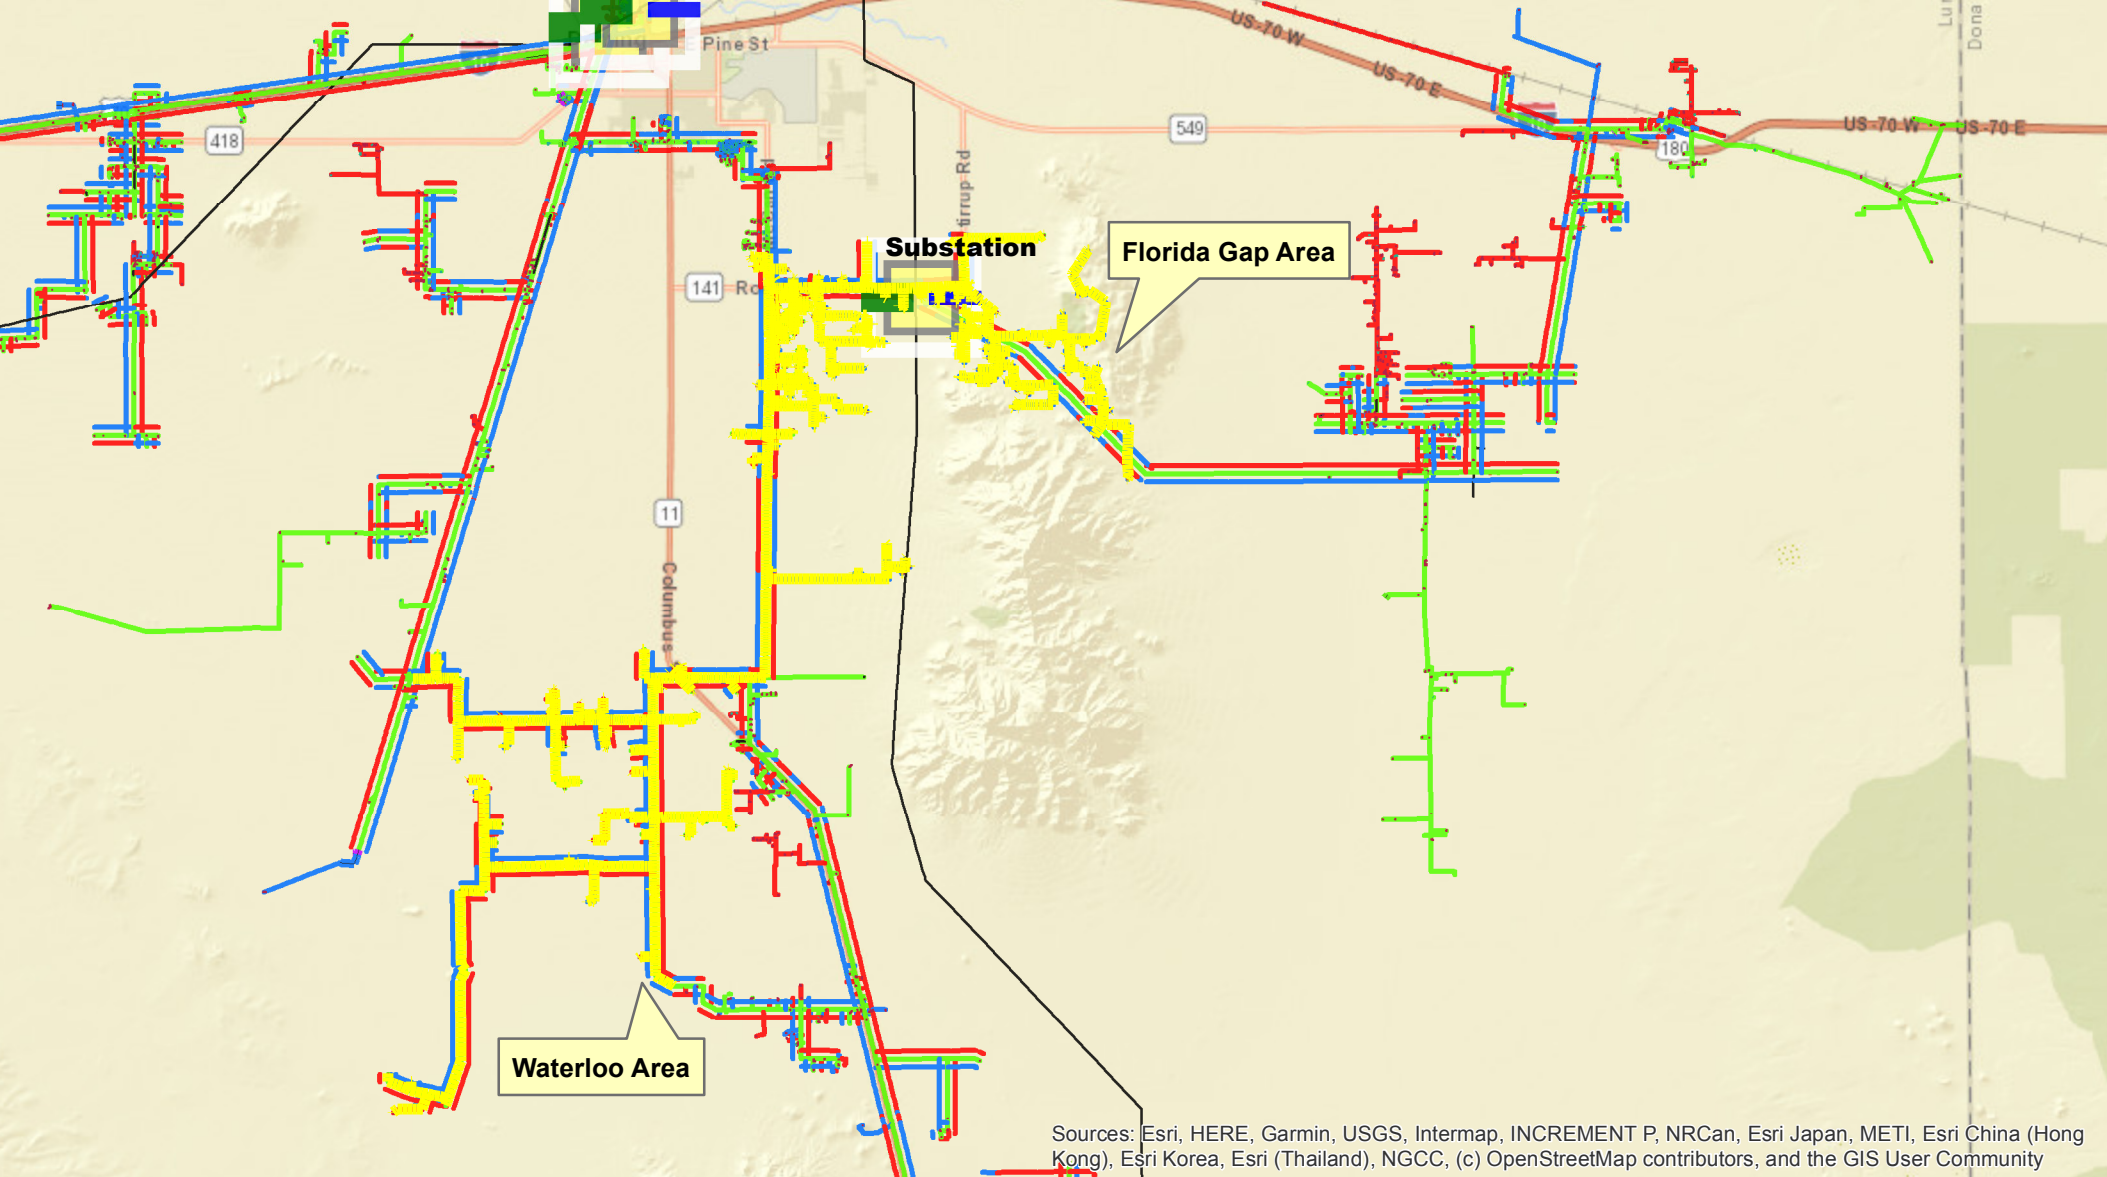 US-70 W
E Pine St
US-70 E
418
549
US-70 W
US-70 E
180
Substation
Florida Gap Area
141
11
Columbus
Waterloo Area
Sources: Esri, HERE, Garmin, USGS, Intermap, INCREMENT P, NRCan, Esri Japan, METI, Esri China (Hong
Kong), Esri Korea, Esri (Thailand), NGCC, (c) OpenStreetMap contributors, and the GIS User Community